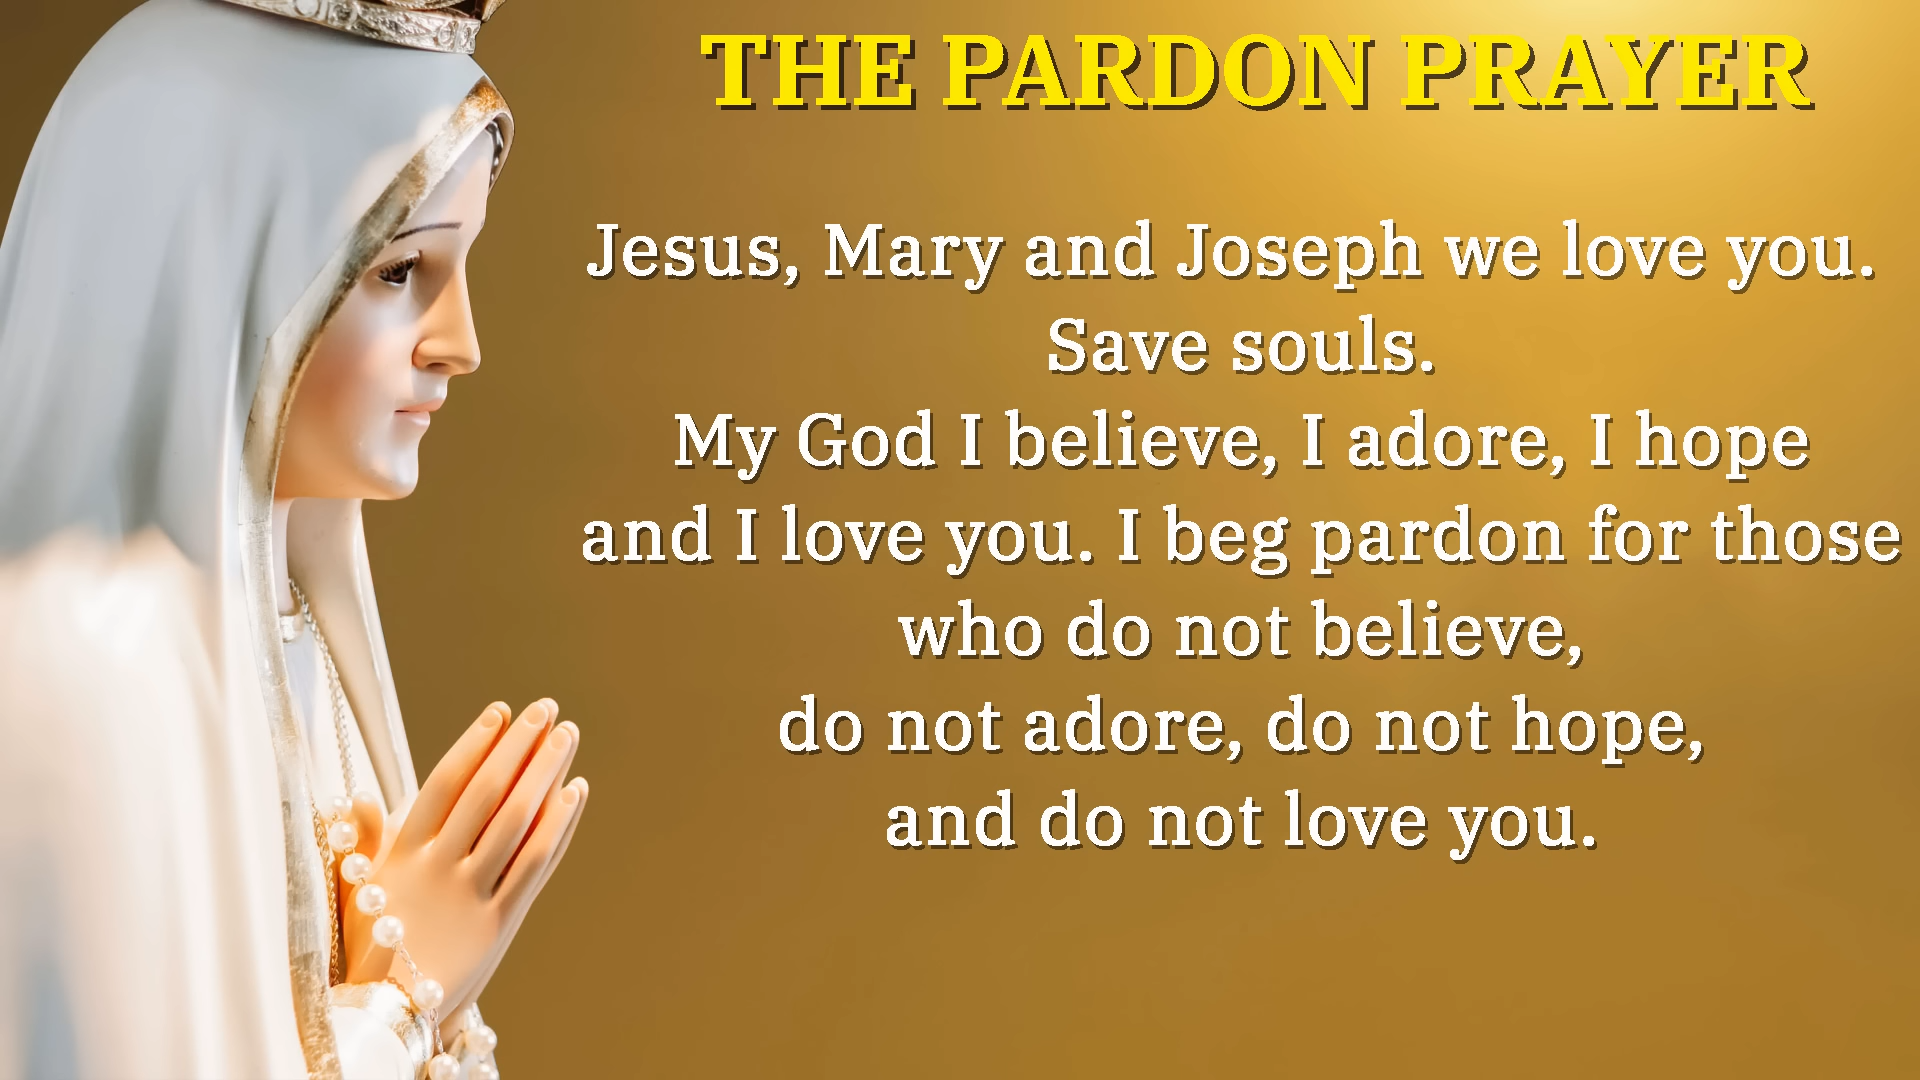 THE PARDON PRAYER
Jesus, Mary and Joseph we love you.
Save souls.
My God I believe, I adore, I hope
and I love you. I beg pardon for those
who do not believe,
do not adore, do not hope,
and do not love you.